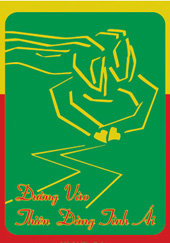 Đường Vào
Thiên Đàng Tình Ái